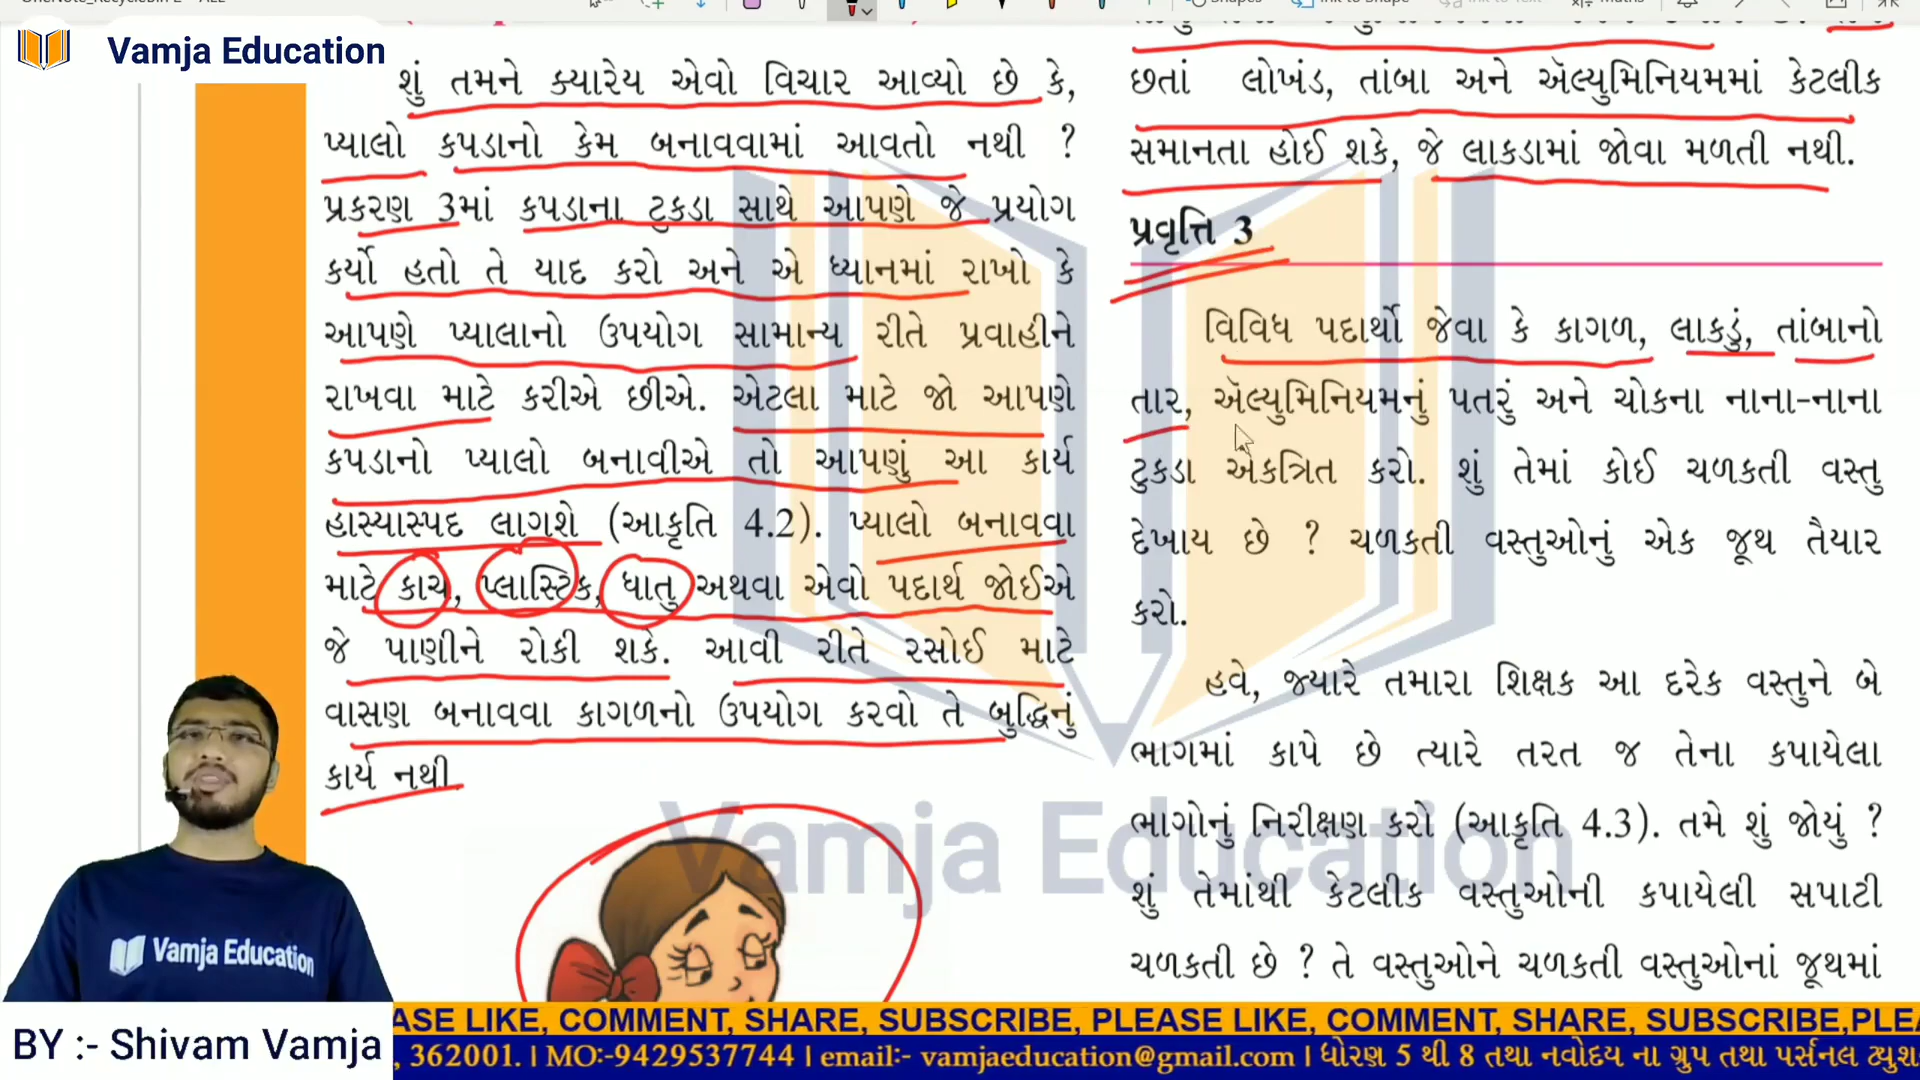 Vamja Education
શું તમને ક્યારેય એવો વિચાર આવ્યો છે કે,
પ્યાલો કપડાનો કેમ બનાવવામાં આવતો નથી ?
પ્રકરણ 3માં કપડાના ટુકડા સાથે આપણે જે પ્રયોગ
કર્યો હતો તે યાદ કરો અને એ ધ્યાનમાં રાખો કે
આપણે પ્યાલાનો ઉપયોગ સામાન્ય રીતે પ્રવાહીને
રાખવા માટે કરીએ છીએ. એટલા માટે જો આપણે
કપડાનો પ્યાલો બનાવીએ તો આપણું આ કાર્ય
હાસ્યાસ્પદ લાગશે (આકૃતિ 4.2). પ્યાલો બનાવવા
માટે કાચ, પ્લાસ્ટિક, ધાતુ અથવા એવો પદાર્થ જોઈએ
જે પાણીને રોકી શકે. આવી રીતે રસોઈ માટે
વાસણ બનાવવા કાગળનો ઉપયોગ કરવો તે બુદ્ધિનું
કાર્ય નથી
છતાં લોખંડ, તાંબા અને ઍલ્યુમિનિયમમાં કેટલીક
સમાનતા હોઈ શકે, જે લાકડામાં જોવા મળતી નથી.
પ્રવૃત્તિ 3
વિવિધ પદાર્થો જેવા કે કાગળ, લાકડું, તાંબાનો
તાર, ઍલ્યુમિનિયમનું પતરું અને ચોકના નાના-નાના
ટુકડા એકત્રિત કરો. શું તેમાં કોઈ ચળકતી વસ્તુ
દેખાય છે ? ચળકતી વસ્તુઓનું એક જૂથ તૈયાર
કરો.
હવે, જ્યારે તમારા શિક્ષક આ દરેક વસ્તુને બે
ભાગમાં કાપે છે ત્યારે તરત જ તેના કપાયેલા
ભાગોનું નિરીક્ષણ કરો (આકૃતિ 4.3). તમે શું જોયું ?
શું તેમાંથી કેટલીક વસ્તુઓની કપાયેલી સપાટી
ચળકતી છે ? તે વસ્તુઓને ચળકતી વસ્તુઓનાં જૂથમાં
Vamja Education
Vamja Education
BY :- Shivam Vamja
LIKE, COMMENT, SHARE, SUBSCRIBE, PLEASE LIKE, COMMENT, SHARE, SUBSCRIBE,
, 362001. | MO:-9429537744 | email:- vamjaeducation@gmail.com | ધોરણ 5 થી 8 તથા નવોદય ના ગ્રુપ તથા પર્સનલ